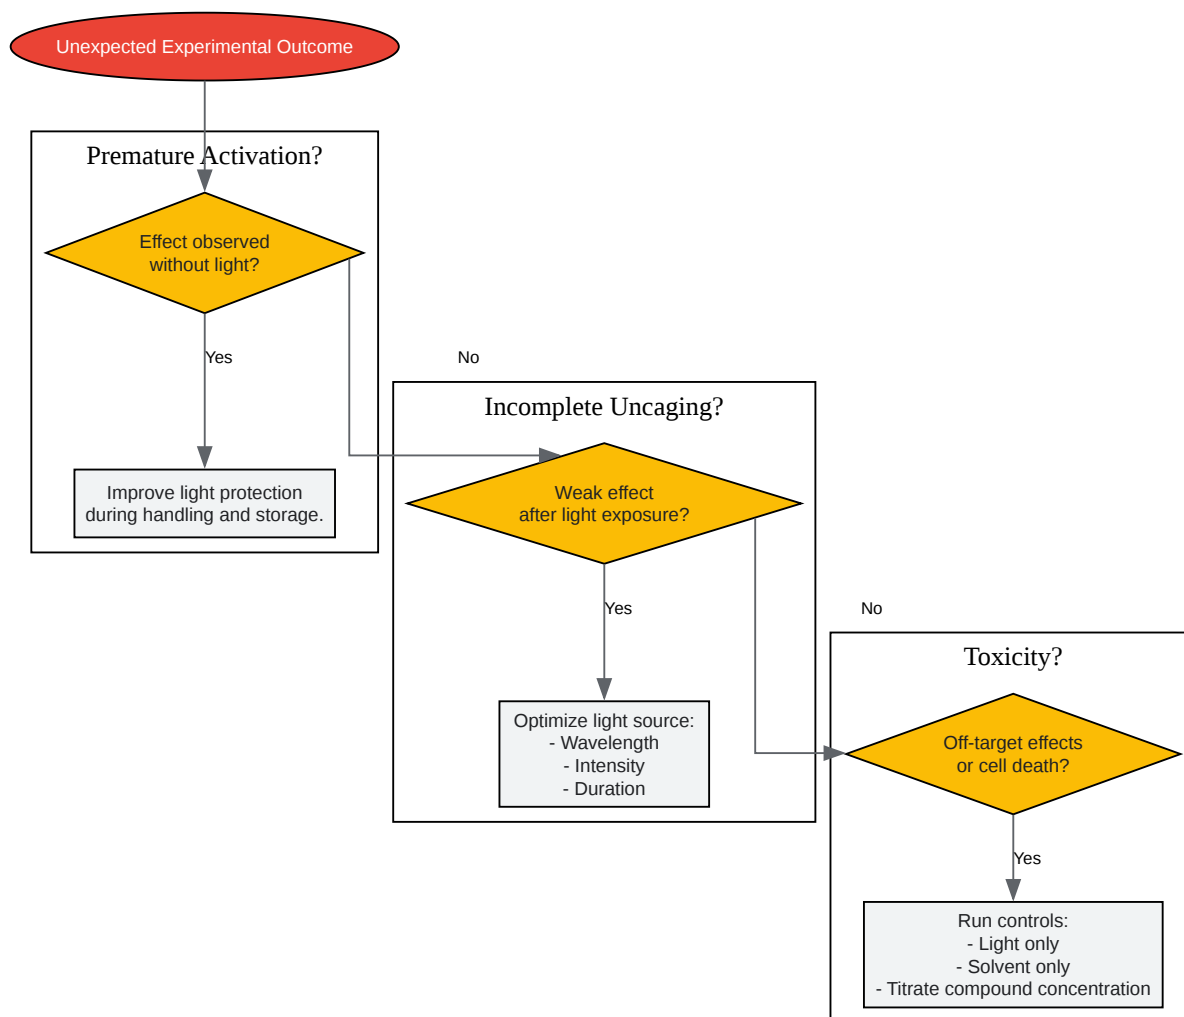 Unexpected Experimental Outcome
Premature Activation?
Effect observed
without light?
Yes
No
Improve light protection
during handling and storage.
Incomplete Uncaging?
Weak effect
after light exposure?
Yes
No
Optimize light source:
- Wavelength
- Intensity
- Duration
Toxicity?
Off-target effects
or cell death?
Yes
Run controls:
- Light only
- Solvent only
- Titrate compound concentration